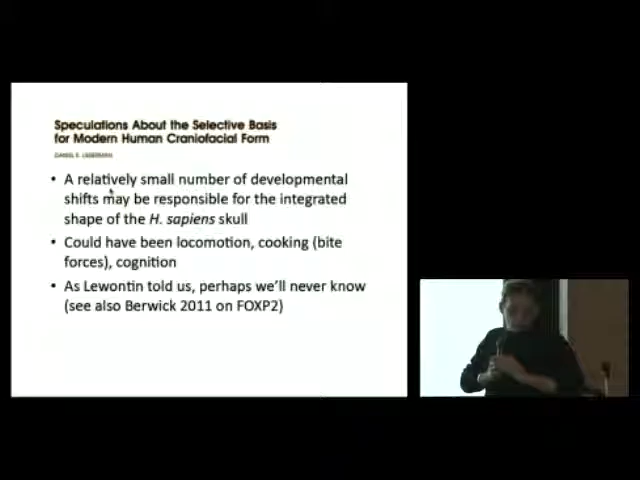 Speculations About the Selective Basis
for Modern Human Craniofacial Form
DANIEL E. LIEBERMAN
• A relatively small number of developmental
shifts may be responsible for the integrated
shape of the H. sapiens skull
• Could have been locomotion, cooking (bite
forces), cognition
• As Lewontin told us, perhaps we'll never know
(see also Berwick 2011 on FOXP2)